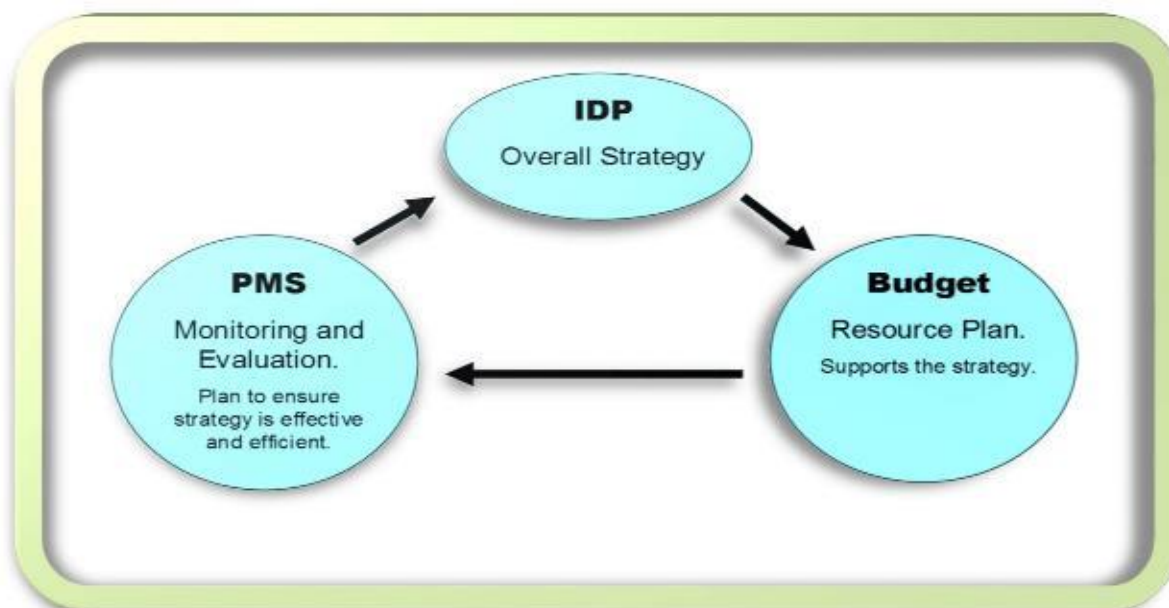 IDP
Overall Strategy
PMS
Monitoring and
Evaluation.
Plan to ensure
strategy is effective
and efficient.
Budget
Resource Plan.
Supports the strategy.